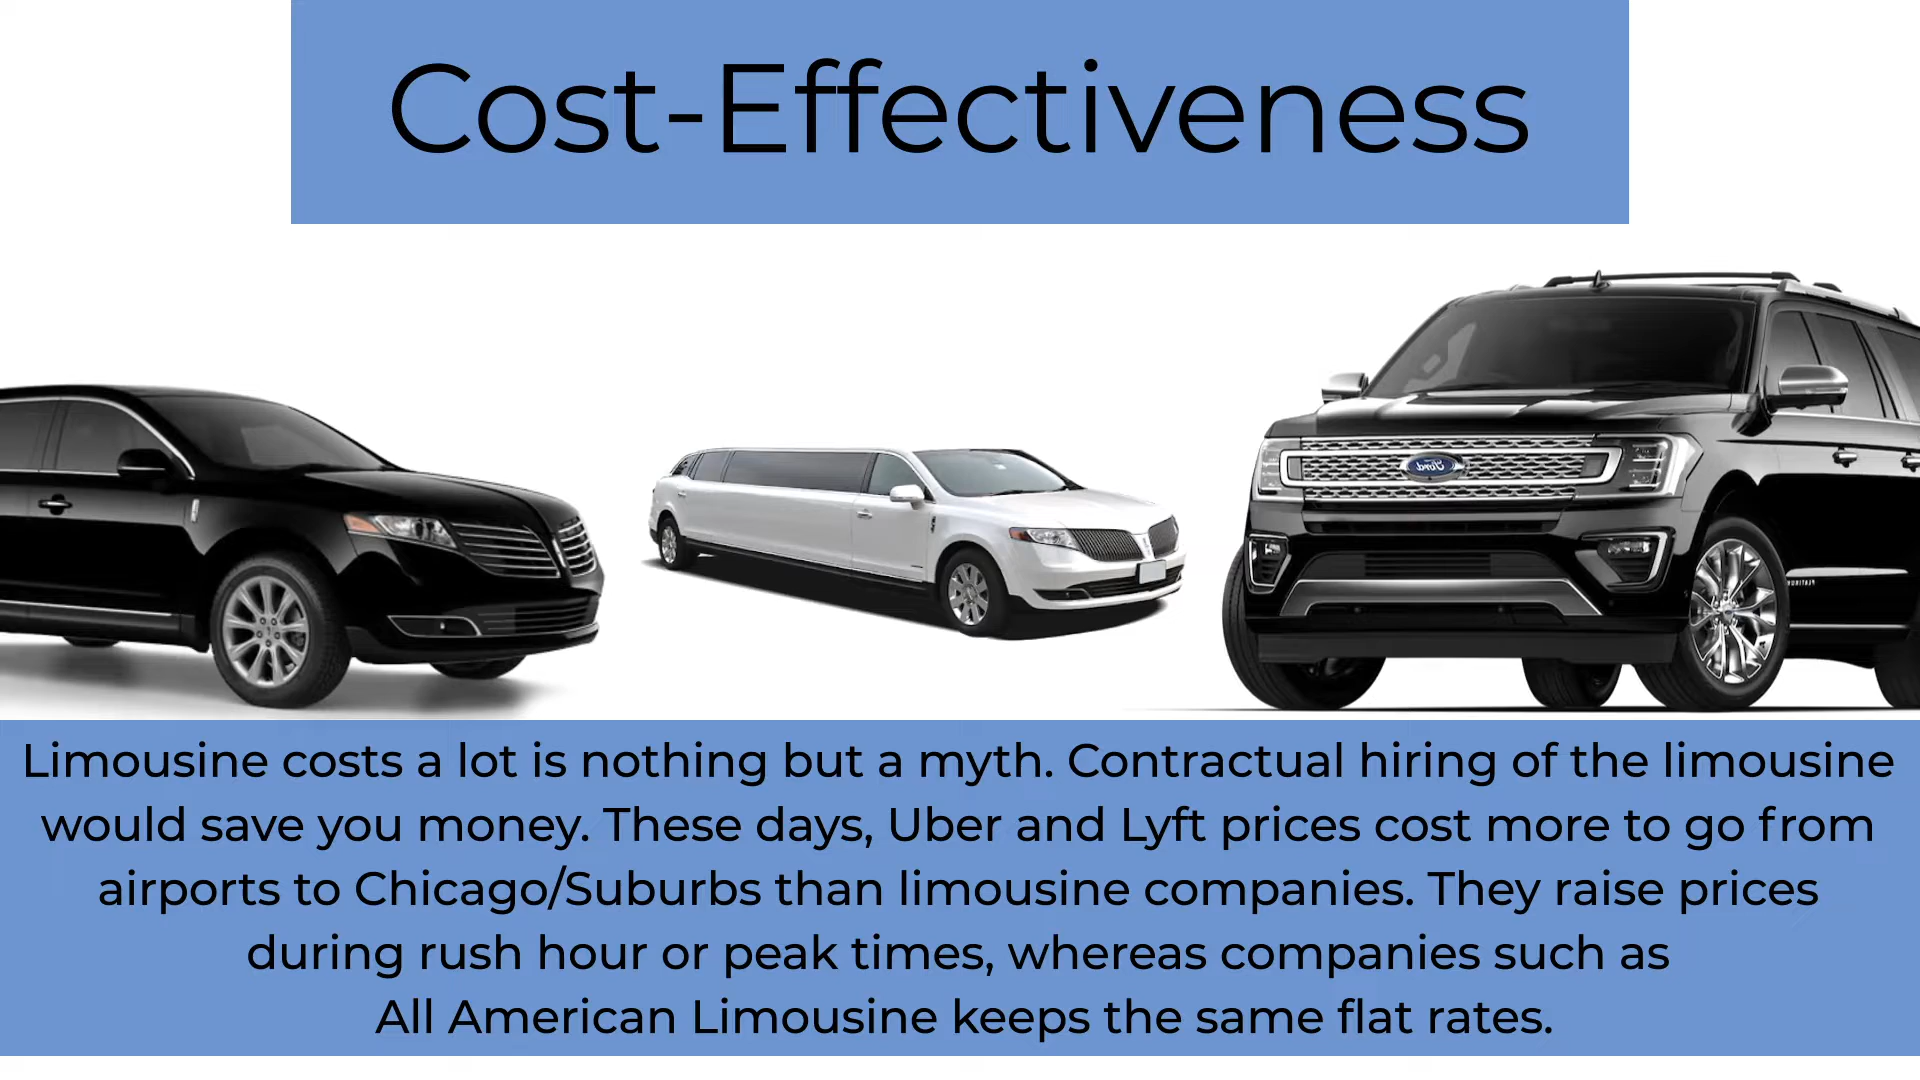 Cost-Effectiveness
Ford
PLATINUM
Limousine costs a lot is nothing but a myth. Contractual hiring of the limousine
would save you money. These days, Uber and Lyft prices cost more to go from
airports to Chicago/Suburbs than limousine companies. They raise prices
during rush hour or peak times, whereas companies such as
All American Limousine keeps the same flat rates.